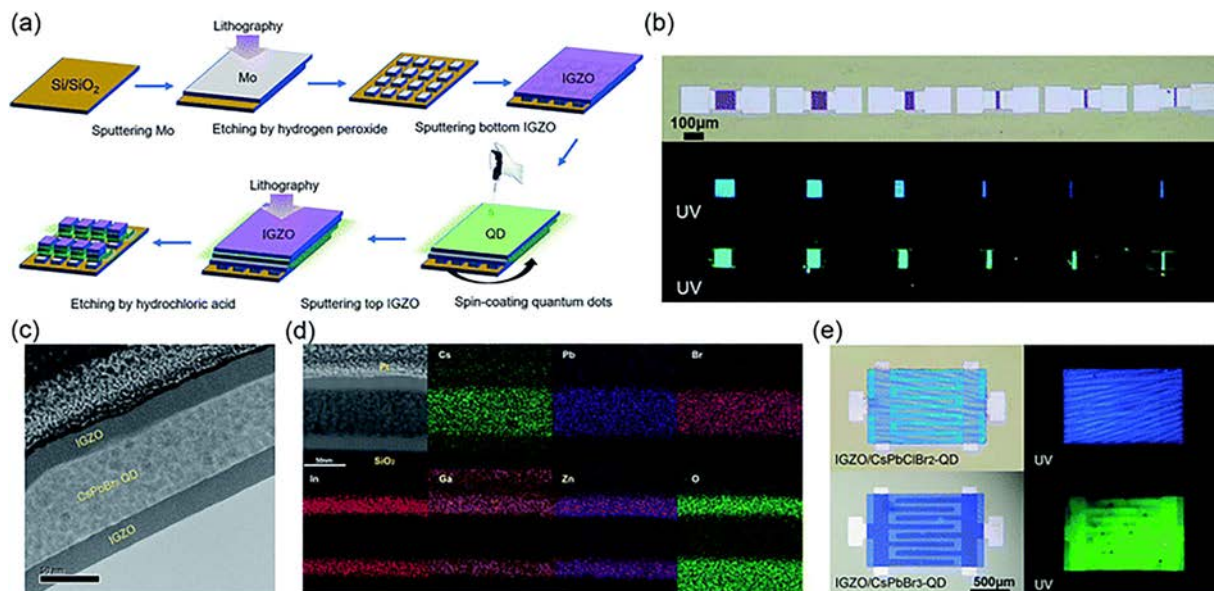 (a)
Lithography
Si/SiO2
Mo
IGZO
Sputtering Mo
Etching by hydrogen peroxide
Sputtering bottom IGZO
Lithography
IGZO
QD
Etching by hydrochloric acid
Sputtering top IGZO
Spin-coating quantum dots
(b)
100μm
UV
UV
(c)
IGZO
CsPbBr3 QD
IGZO
50 nm
(d)
Cs
Pb
Br
Pt
50nm
SiO2
In
Ga
Zn
O
(e)
IGZO/CsPbClBr2-QD
UV
IGZO/CsPbBr3-QD
500μm
UV